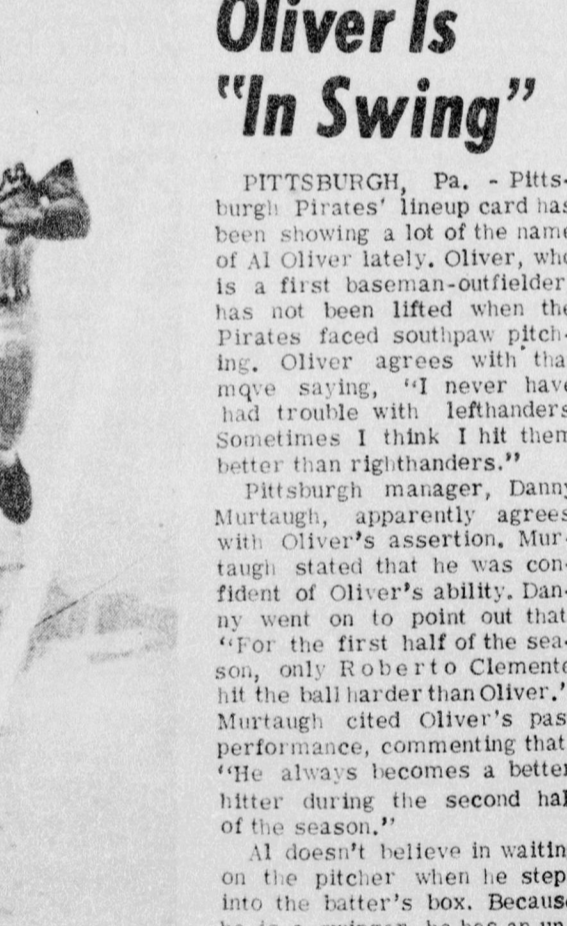 Oliver Is
"In Swing"
PITTSBURGH, Pa. - Pitts-
burgh Pirates' lineup card has
been showing a lot of the name
of Al Oliver lately. Oliver, who
is a first baseman-outfielder
has not been lifted when the
Pirates faced southpaw pitch-
ing. Oliver agrees with tha
mqve saying, "I never have
had trouble with lefthanders
Sometimes I think I hit them
better than righthanders."
Pittsburgh manager, Danny
Murtaugh, apparently agrees
with Oliver's assertion. Mur-
taugh stated that he was con-
fident of Oliver's ability. Dan-
ny went on to point out that
"For the first half of the sea-
son, only Roberto Clemente
hit the ball harder than Oliver.'
Murtaugh cited Oliver's pas
performance, commenting that
"He always becomes a better
hitter during the second hal
of the season."
Al doesn't believe in waitin
on the pitcher when he step
into the batter's box. Because